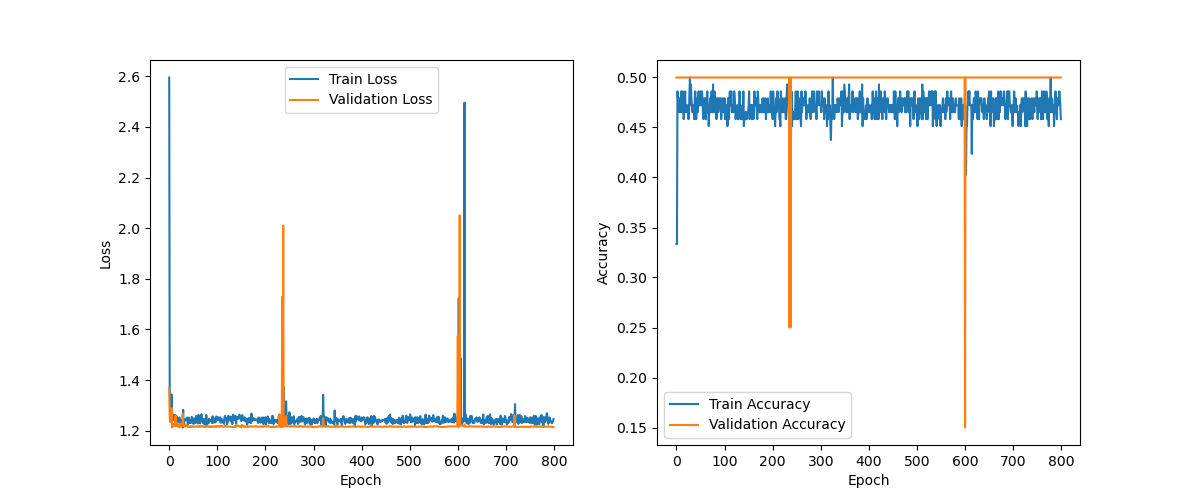 Train Loss
Validation Loss
2.6
2.4
2.2
2.0
1.8
1.6
1.4
1.2
Loss
0 100 200 300 400 500 600 700 800
Epoch
0.50
0.45
0.40
0.35
0.30
0.25
0.20
0.15
Accuracy
Train Accuracy
Validation Accuracy
0 100 200 300 400 500 600 700 800
Epoch